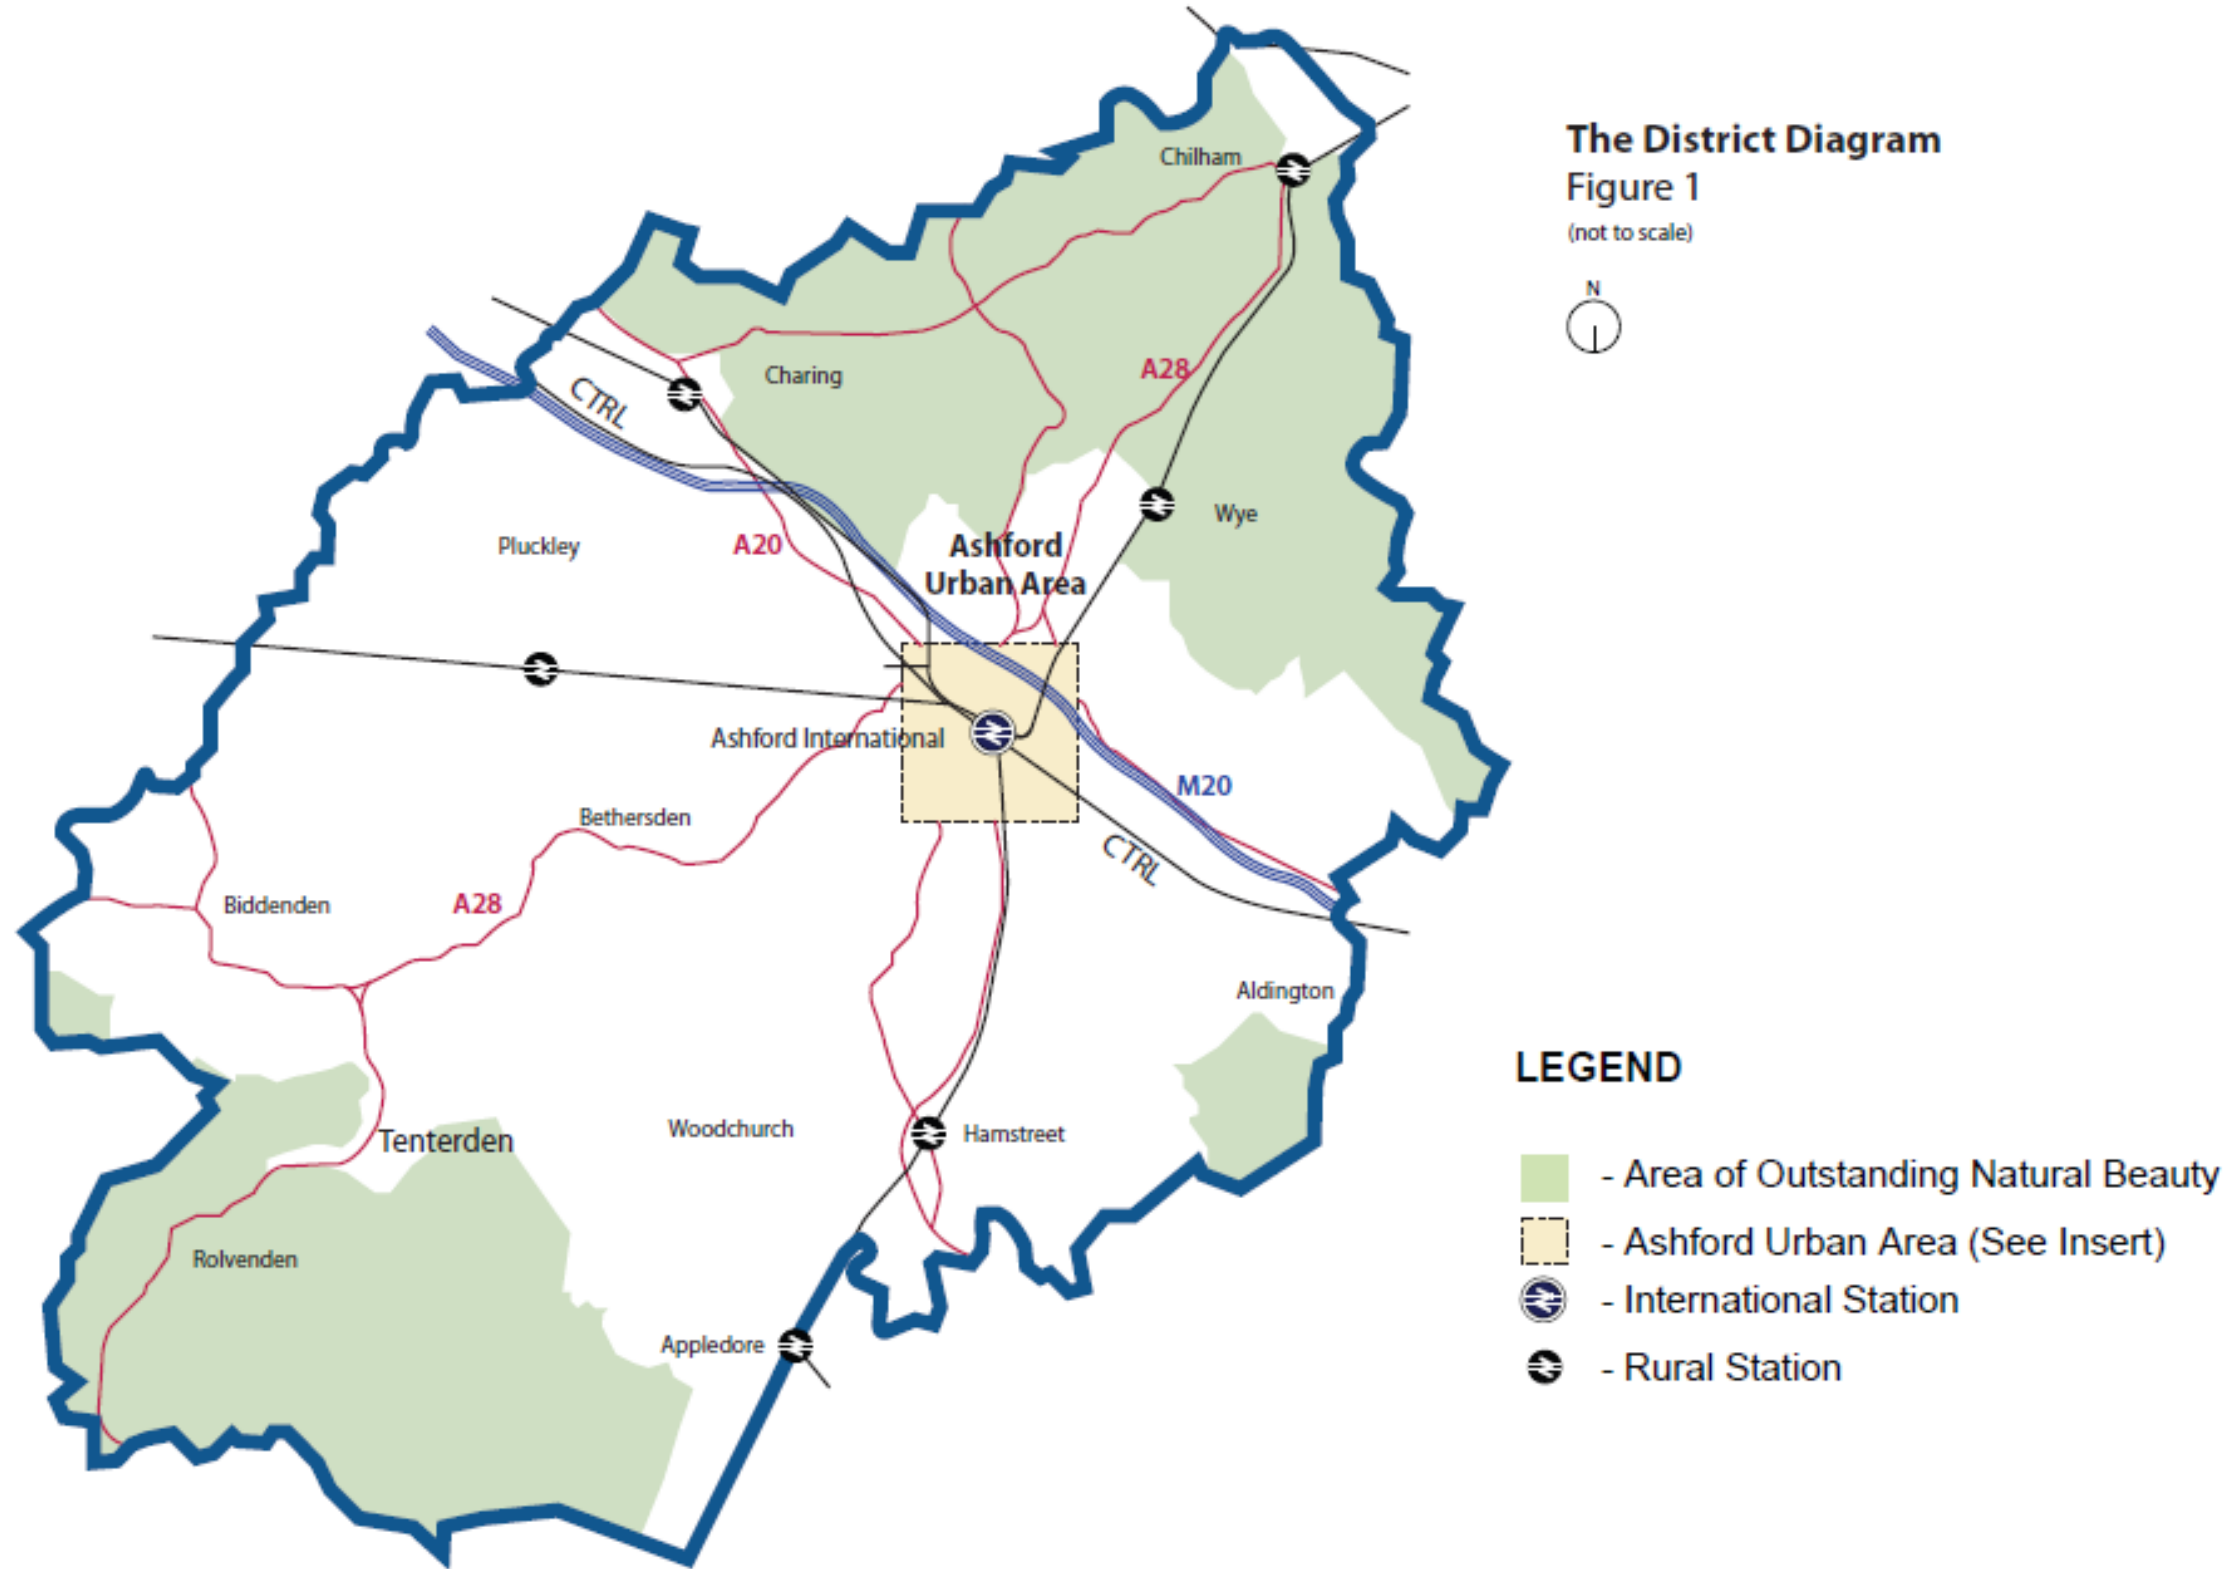 The District Diagram
Figure 1
(not to scale)
N
Chilham
Charing
A28
CTRL
Wye
Pluckley
A20
Ashford
Urban Area
Ashford International
M20
Bethersden
CTRL
Biddenden
A28
Aldington
Tenterden
Woodchurch
Hamstreet
Rolvenden
Appledore
LEGEND
- Area of Outstanding Natural Beauty
- Ashford Urban Area (See Insert)
- International Station
- Rural Station